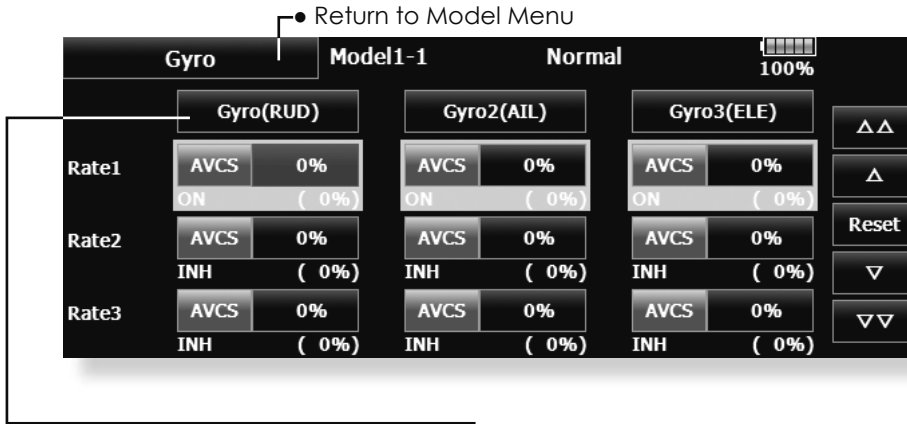 ● Return to Model Menu
Gyro Model1-1 Normal 100%
Gyro(RUD) Gyro2(AIL) Gyro3(ELE)
Rate1 AVCS 0% AVCS 0% AVCS 0%
ON ( 0%) ON ( 0%) ON ( 0%)
Rate2 AVCS 0% AVCS 0% AVCS 0% Reset
INH ( 0%) INH ( 0%) INH ( 0%)
Rate3 AVCS 0% AVCS 0% AVCS 0%
INH ( 0%) INH ( 0%) INH ( 0%)